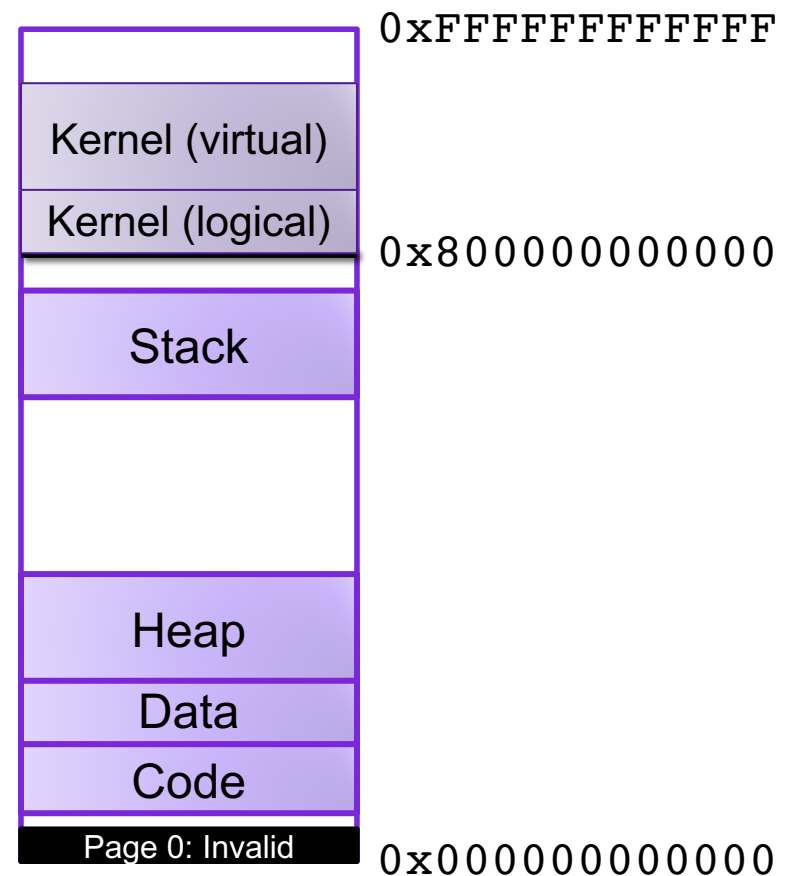 0xFFFFFFFFFFFF
Kernel (virtual)
Kernel (logical)
0x800000000000
Stack
Heap
Data
Code
Page 0: Invalid
0x000000000000